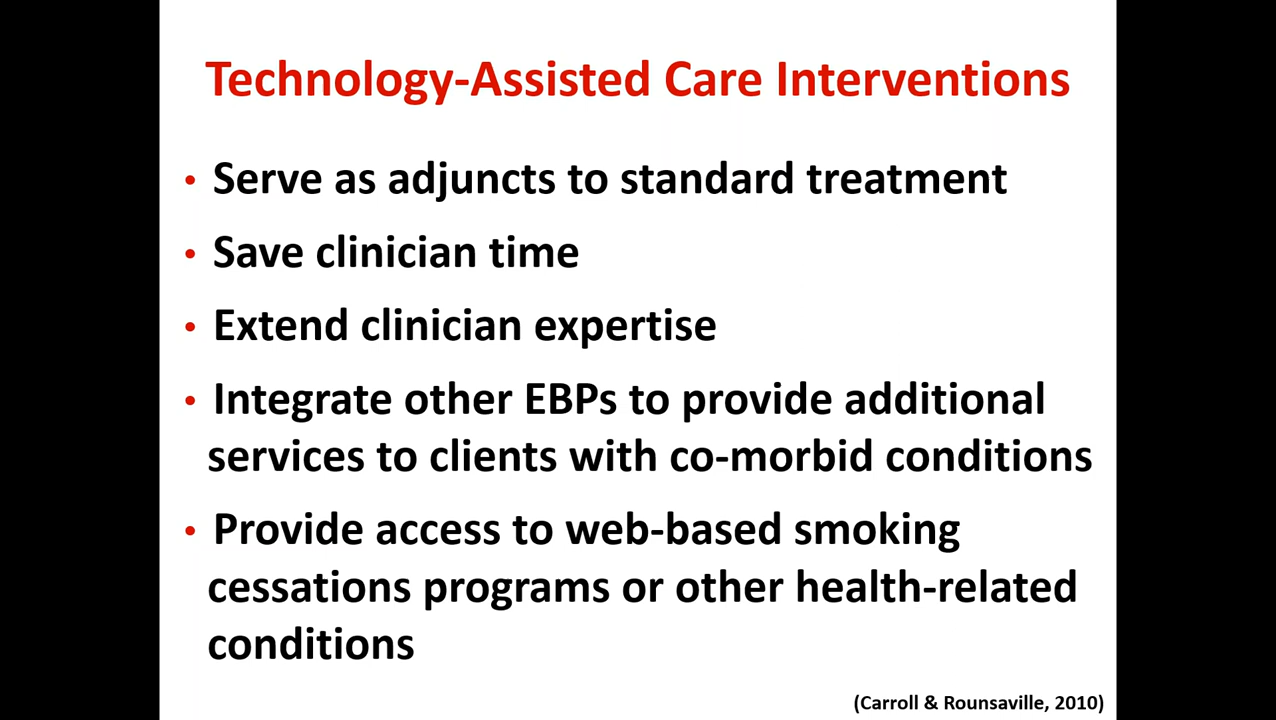 Technology-Assisted Care Interventions
• Serve as adjuncts to standard treatment
• Save clinician time
• Extend clinician expertise
• Integrate other EBPs to provide additional
services to clients with co-morbid conditions
• Provide access to web-based smoking
cessations programs or other health-related
conditions
(Carroll & Rounsaville, 2010)